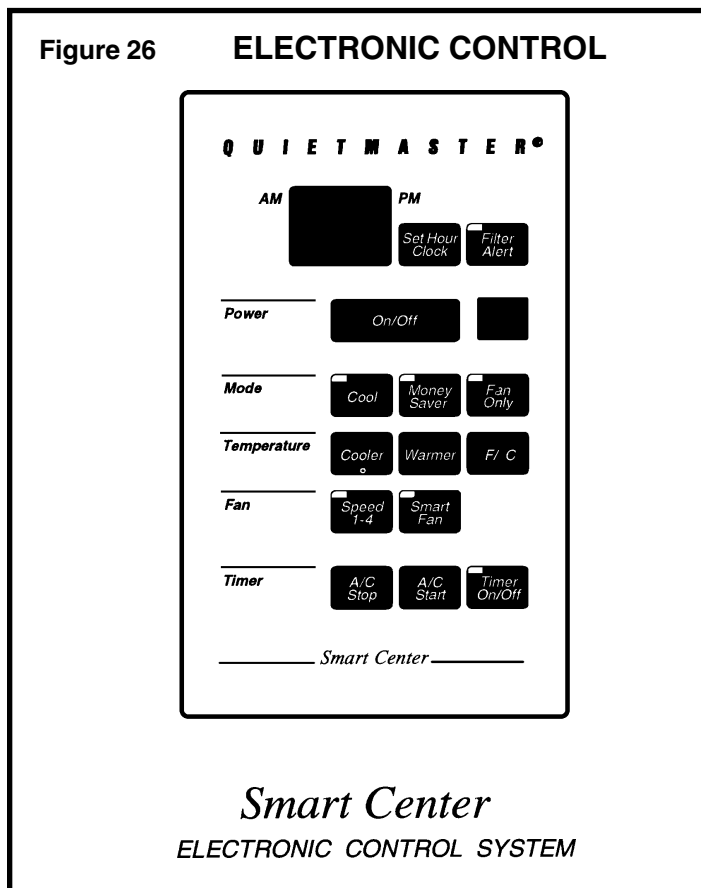 Figure 26 ELECTRONIC CONTROL
QUIETMASTER®
AM PM
Set Hour Clock
Filter Alert
Power On/Off
Mode Cool
Money Saver
Fan Only
Temperature Cooler Warmer F/ C
Fan
Speed 1-4
Smart Fan
Timer
A/C Stop
A/C Start
Timer On/Off
Smart Center
Smart Center
ELECTRONIC CONTROL SYSTEM